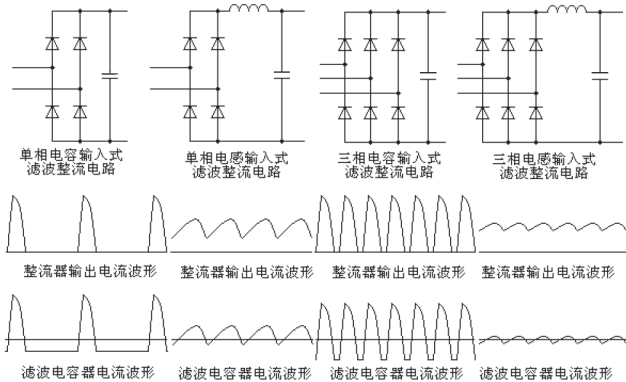 单相电容输入式
滤波整流电路
单相电感输入式
滤波整流电路
三相电容输入式
滤波整流电路
三相电感输入式
滤波整流电路
整流器输出电流波形
整流器输出电流波形
整流器输出电流波形
整流器输出电流波形
滤波电容器电流波形
滤波电容器电流波形
滤波电容器电流波形
滤波电容器电流波形